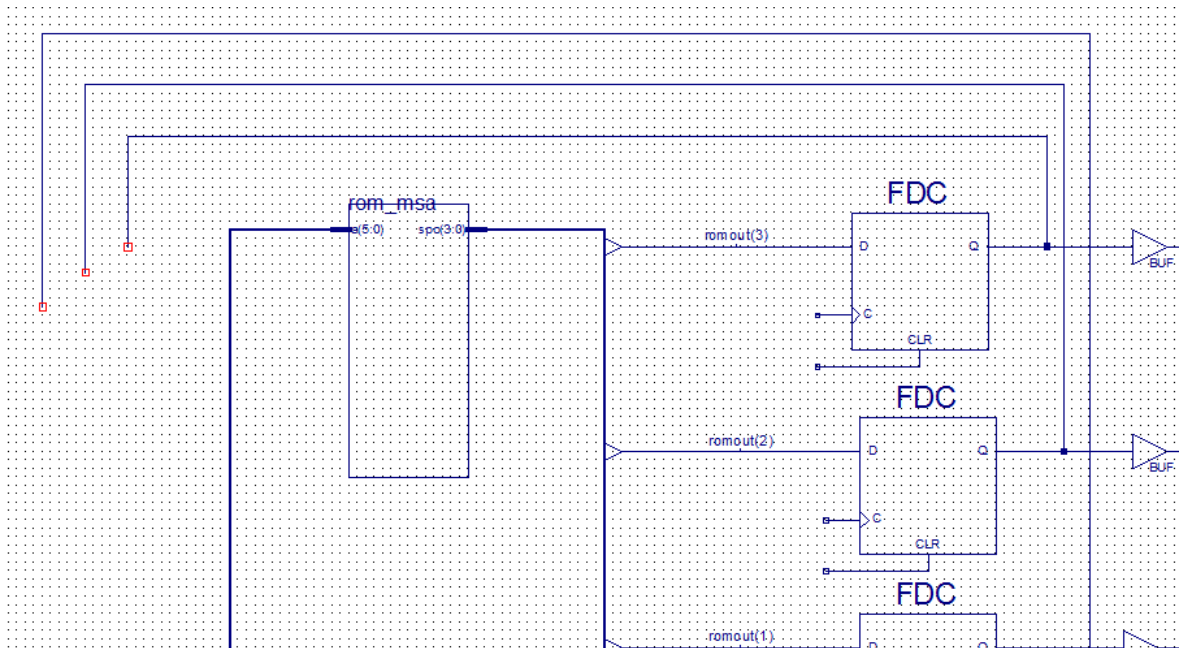 FDC
rom_msa
a(5:0) spo(3:0)
romout(3)
D Q
BUF
C
CLR
FDC
romout(2)
D Q
BUF
C
CLR
FDC
romout(1)
D Q